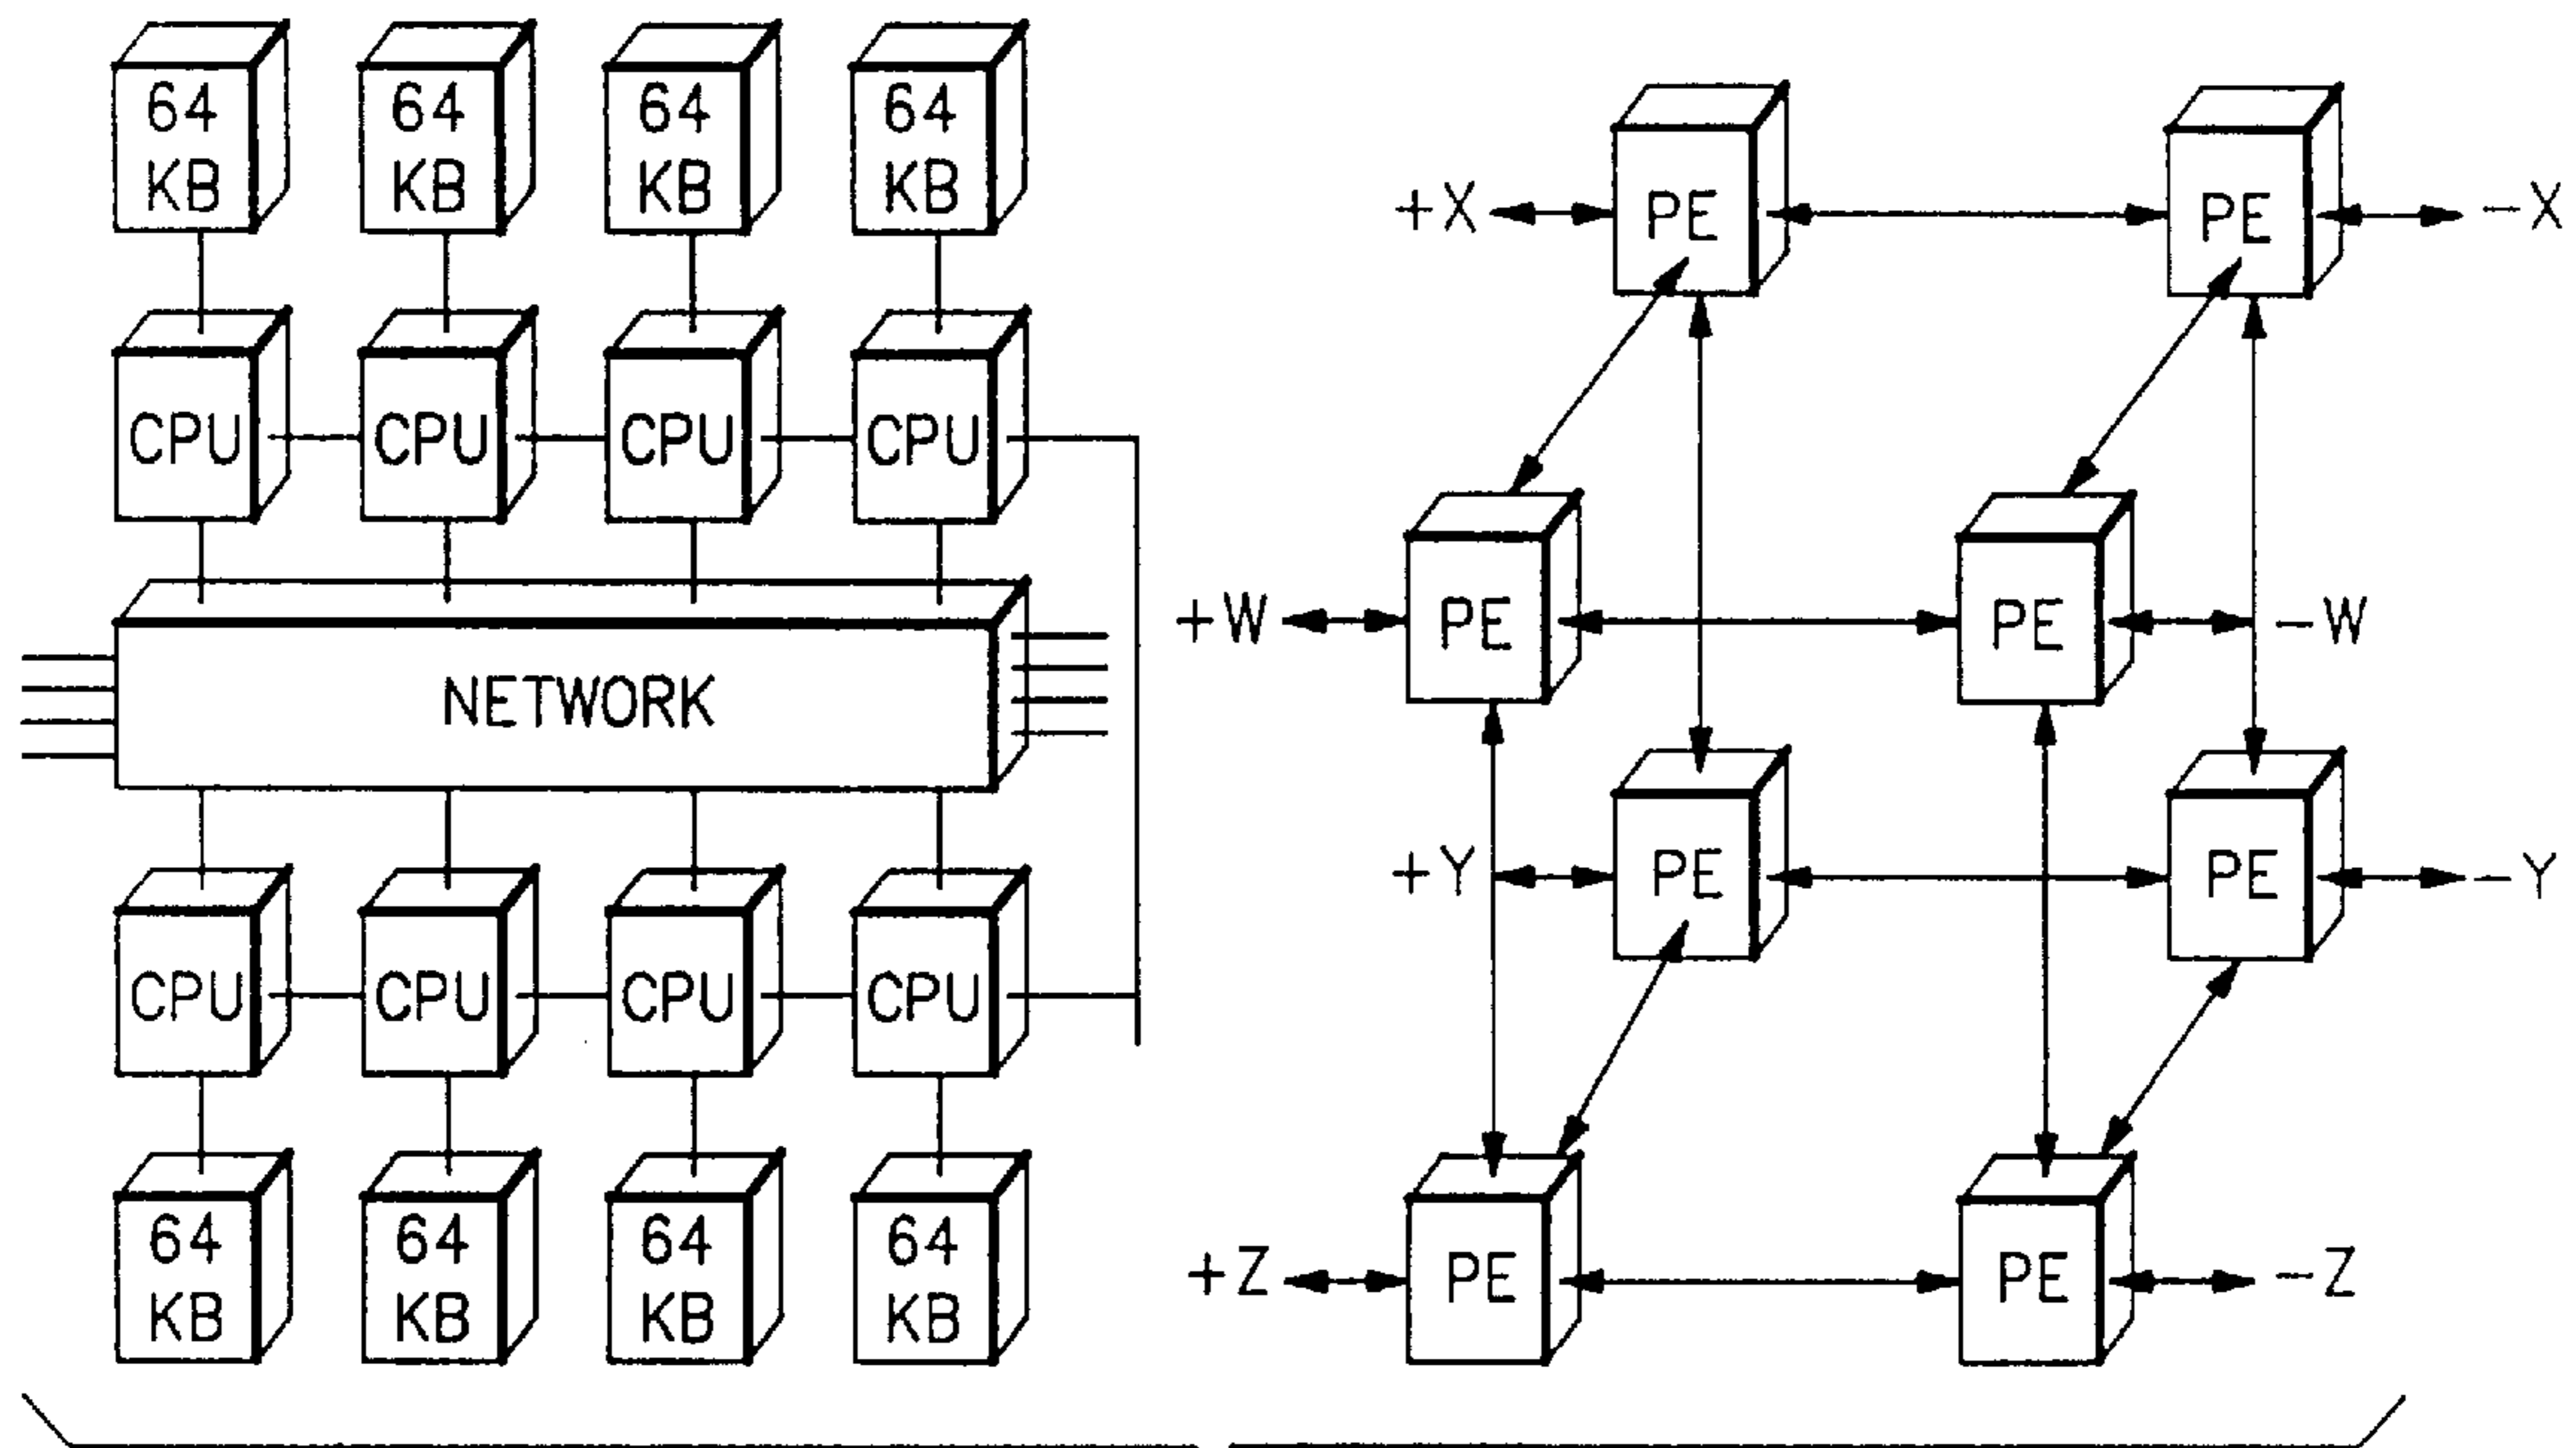 64 KB 64 KB 64 KB 64 KB
CPU CPU CPU CPU
NETWORK
CPU CPU CPU CPU
64 KB 64 KB 64 KB 64 KB
+X PE PE -X
+W PE PE -W
+Y PE PE -Y
+Z PE PE -Z